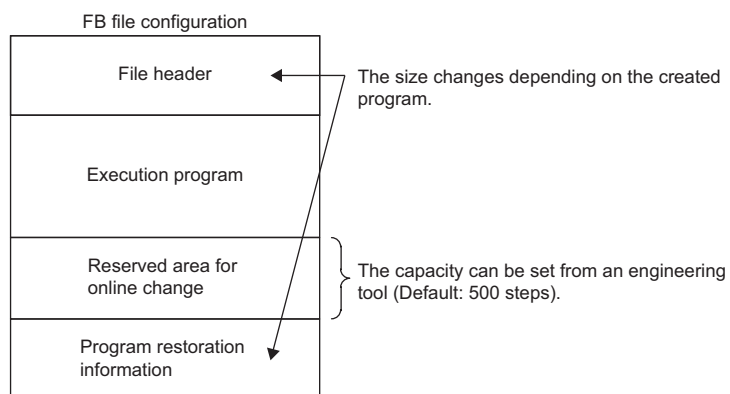 FB file configuration
File header
The size changes depending on the created
program.
Execution program
Reserved area for
online change
The capacity can be set from an engineering
tool (Default: 500 steps).
Program restoration
information